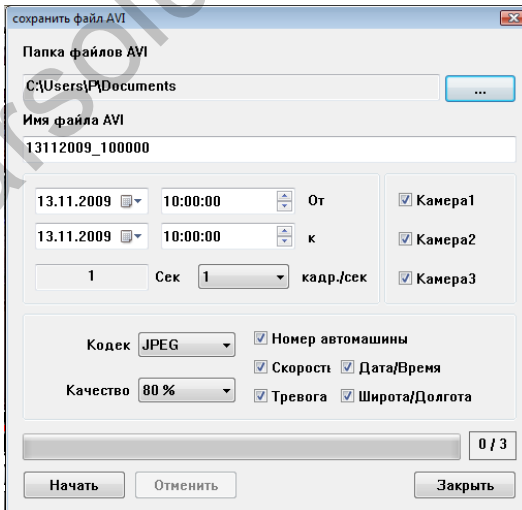 сохранить файл AVI
Папка файлов AVI
C:\Users\P\Documents
...
Имя файла AVI
13112009_100000
13.11.2009 10:00:00 От
Камера1
13.11.2009 10:00:00 к
Камера2
1 Сек 1 кадр./сек
Камера3
Кодек JPEG
Номер автомашины
Скорость Дата/Время
Качество 80 %
Тревога Широта/Долгота
0 / 3
Начать Отменить Закрыть